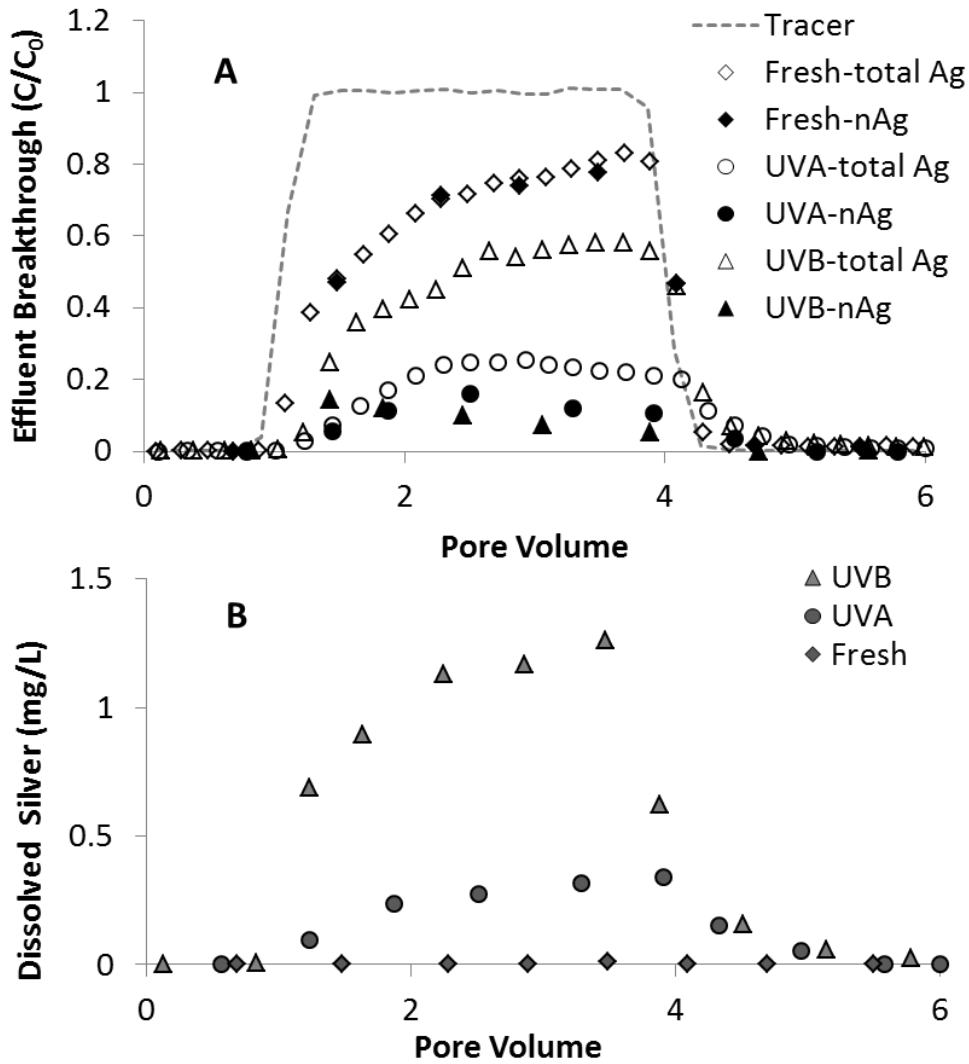 1.2
1
0.8
0.6
0.4
0.2
0
Effluent Breakthrough (C/C₀)
A
Tracer
Fresh-total Ag
Fresh-nAg
UVA-total Ag
UVA-nAg
UVB-total Ag
UVB-nAg
0 2 4 6
Pore Volume
1.5
1
0.5
0
Dissolved Silver (mg/L)
B
UVB
UVA
Fresh
0 2 4 6
Pore Volume